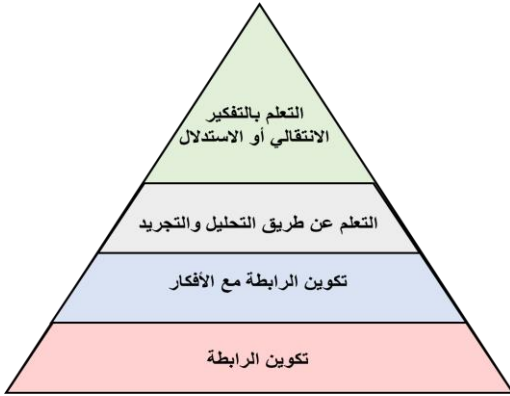 التعلم بالتفكير
الانتقالي أو الاستدلال
التعلم عن طريق التحليل والتجريد
تكوين الرابطة مع الأفكار
تكوين الرابطة